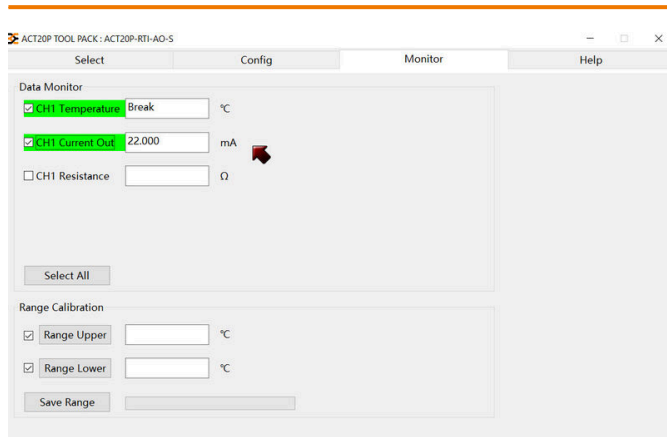 ACT20P TOOL PACK : ACT20P-RTI-AO-S
Select Config Monitor Help
Data Monitor
CH1 Temperature Break °C
CH1 Current Out 22.000 mA
CH1 Resistance Ω
Select All
Range Calibration
Range Upper °C
Range Lower °C
Save Range